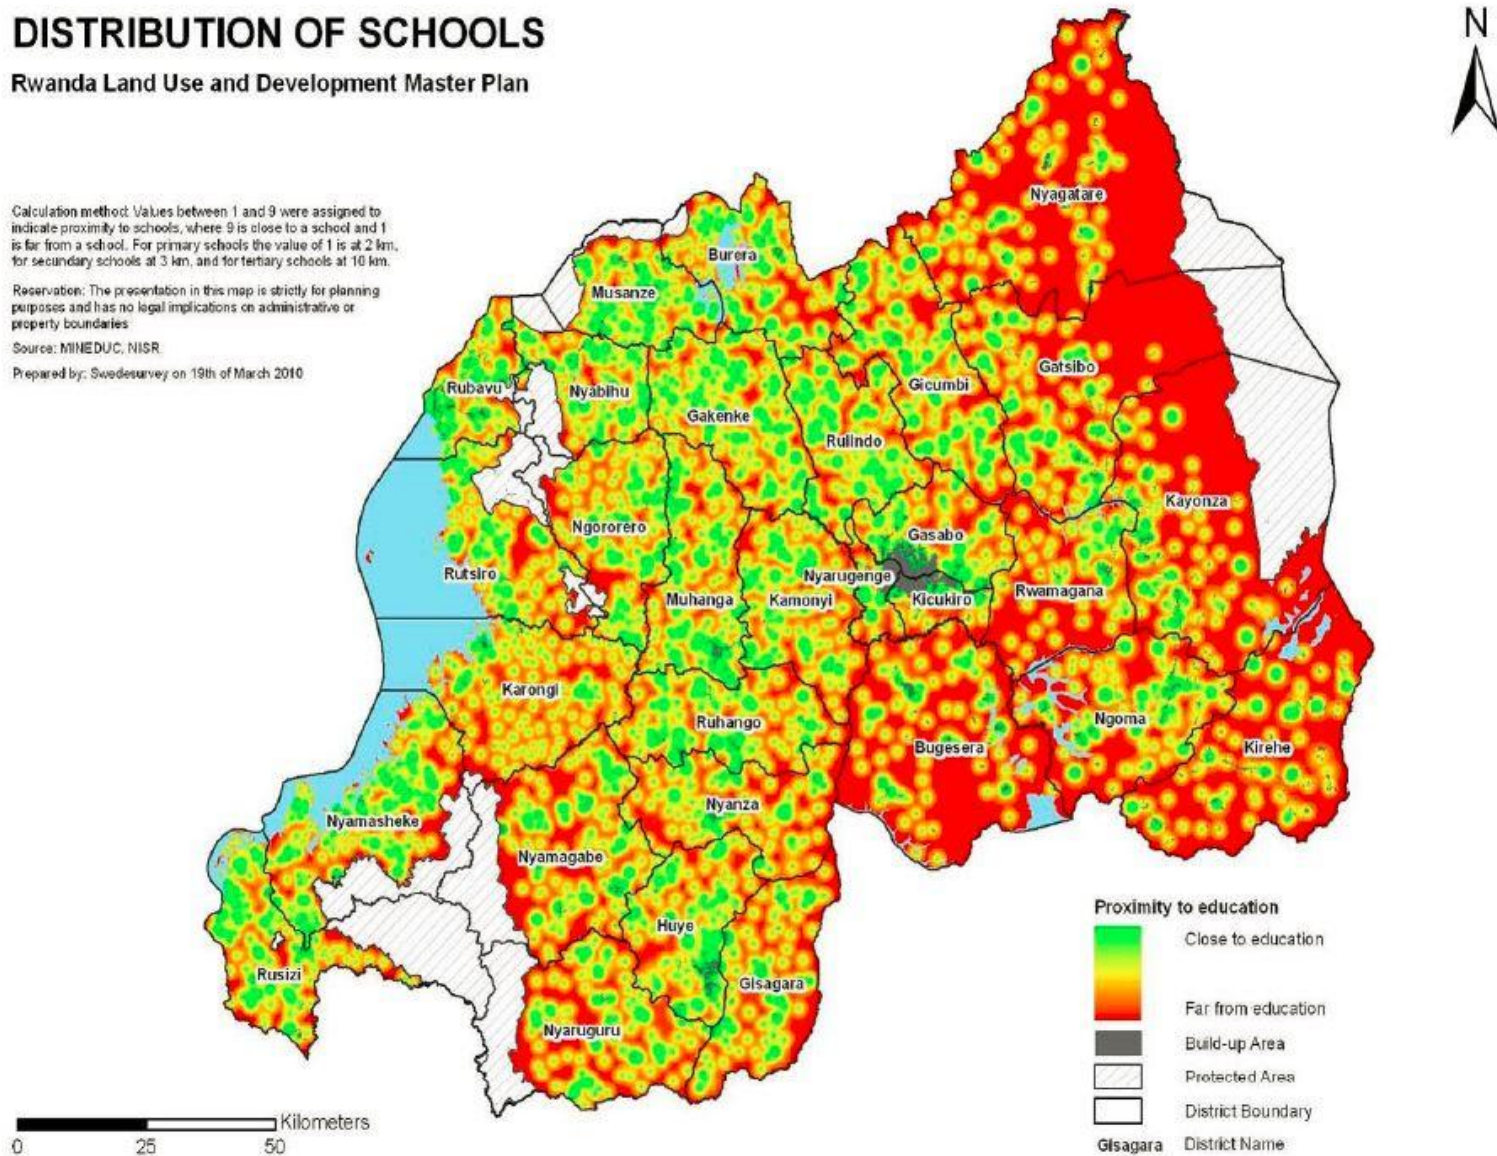 DISTRIBUTION OF SCHOOLS
Rwanda Land Use and Development Master Plan
N
Calculation method: Values between 1 and 9 were assigned to
indicate proximity to schools, where 9 is close to a school and 1
is far from a school. For primary schools the value of 1 is at 2 km,
for secundary schools at 3 km, and for tertiary schools at 10 km.
Reservation: The presentation in this map is strictly for planning
purposes and has no legal implications on administrative or
property boundaries
Source: MINEDUC, NISR
Prepared by: Swedesurvey on 19th of March 2010
Nyagatare
Burera
Musanze
Gatsibo
Rubavu
Nyabihu
Gicumbi
Gakenke
Rulindo
Kayonza
Ngororero
Gasabo
Rutsiro
Nyarugenge
Muhanga
Kamonyi
Kicukiro
Rwamagana
Karongi
Ruhango
Ngoma
Bugesera
Kirehe
Nyamasheke
Nyanza
Nyamagabe
Huye
Rusizi
Gisagara
Nyaruguru
Proximity to education
Close to education
Far from education
Build-up Area
Protected Area
District Boundary
Gisagara District Name
Kilometers
0 25 50